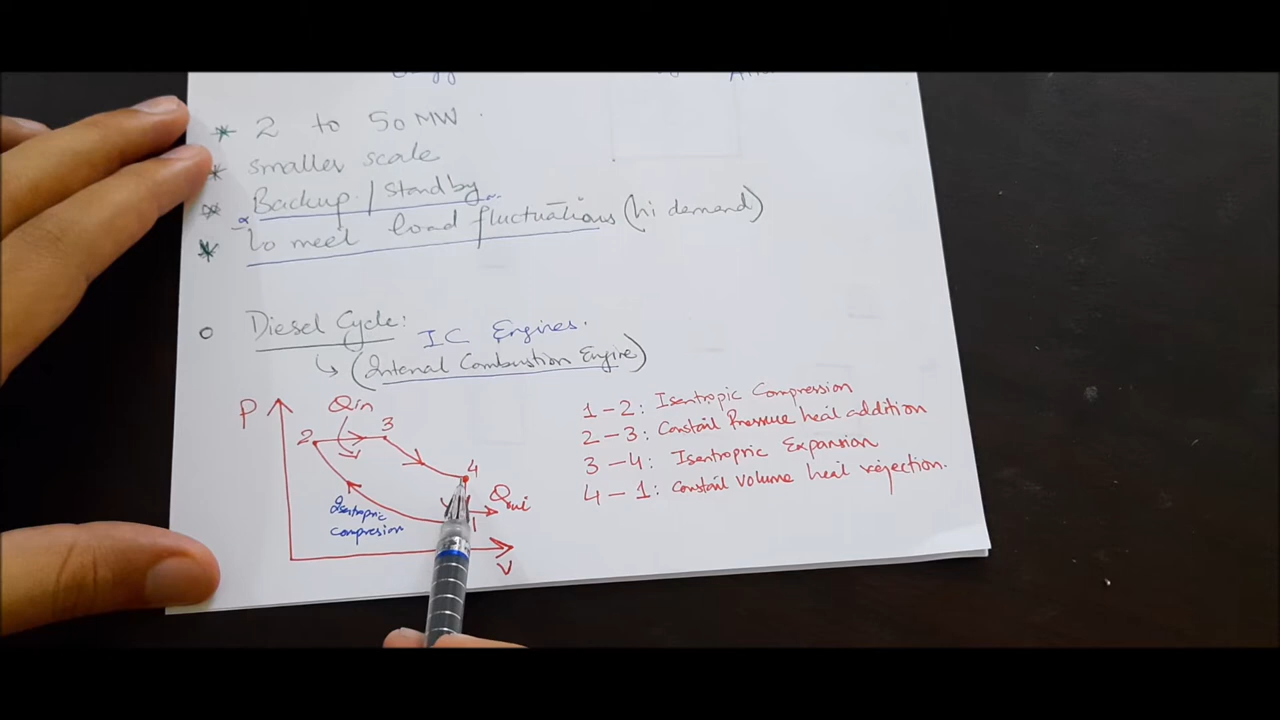 * 2 to 50 MW.
* smaller scale
* Backup / Standby
* To meet load fluctuations (hi demand)
○ Diesel Cycle: IC Engines.
↳ (Internal Combustion Engine)
P
Qin
2
3
4
Isentropic
compresion
Qout
1
V
1-2: Isentropic Compression
2-3: Constant Pressure heat addition
3-4: Isentropric Expansion
4-1: Constant volume heat rejection.